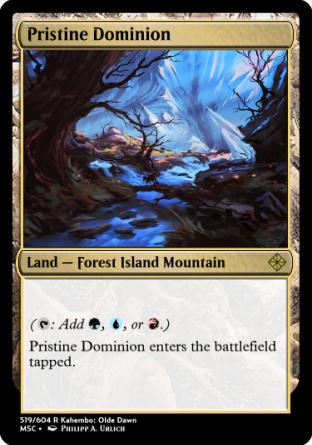 Pristine Dominion
Land — Forest Island Mountain
(: Add , , or .)
Pristine Dominion enters the battlefield
tapped.
519/604 R Kahembo: Olde Dawn
MSC • Philipp A. Urlich